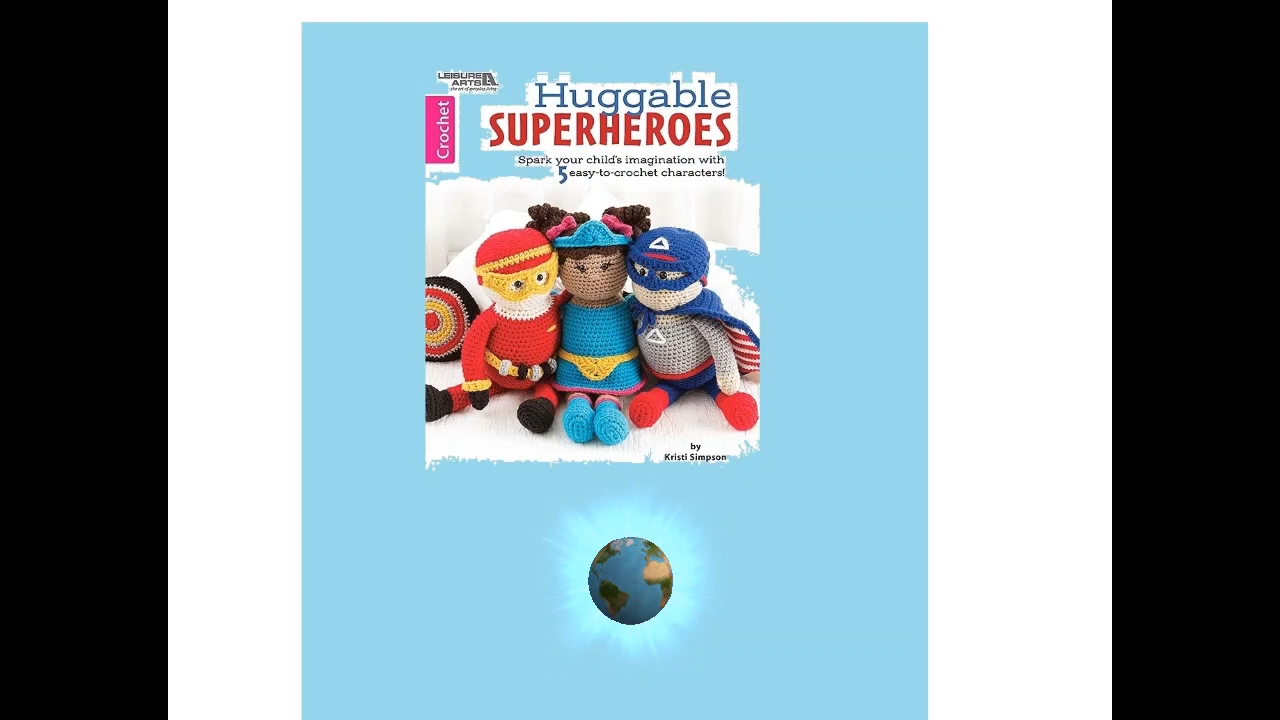 LEISURE
ARTS
the art of everyday living
Crochet
Huggable
SUPERHEROES
Spark your child's imagination with
5 easy-to-crochet characters!
by
Kristi Simpson